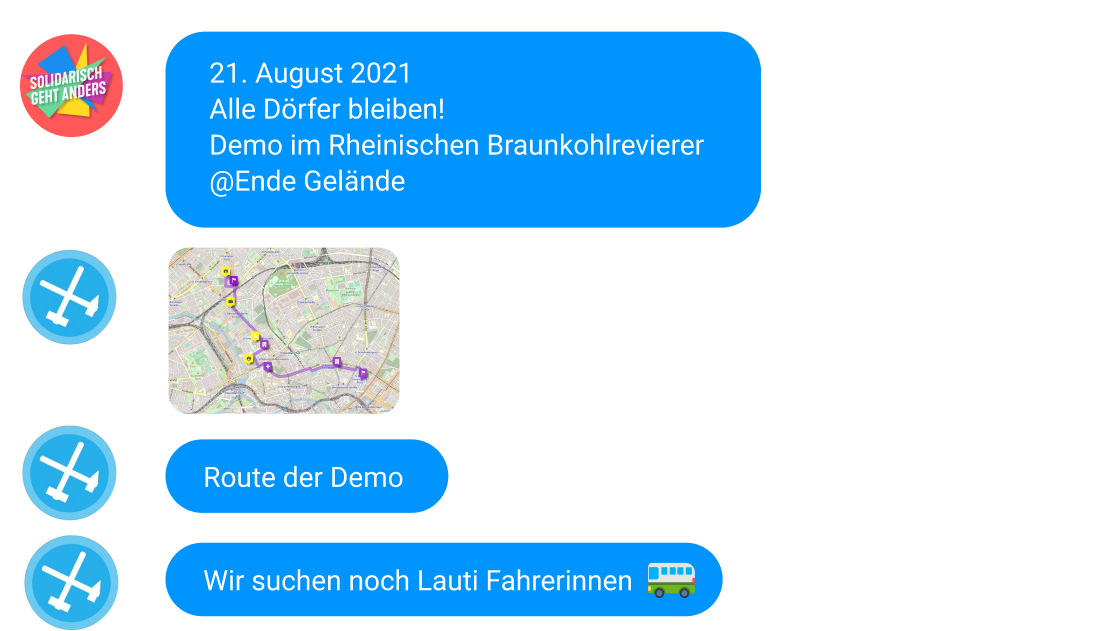 SOLIDARISCH
GEHT ANDERS
21. August 2021
Alle Dörfer bleiben!
Demo im Rheinischen Braunkohlrevierer
@Ende Gelände
Route der Demo
Wir suchen noch Lauti Fahrerinnen